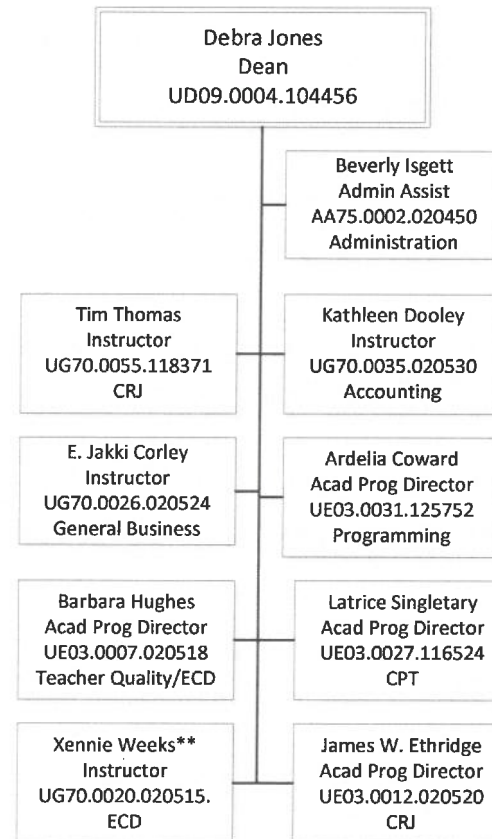 Debra Jones
Dean
UD09.0004.104456
Beverly Isgett
Admin Assist
AA75.0002.020450
Administration
Tim Thomas
Instructor
UG70.0055.118371
CRJ
Kathleen Dooley
Instructor
UG70.0035.020530
Accounting
E. Jakki Corley
Instructor
UG70.0026.020524
General Business
Ardelia Coward
Acad Prog Director
UE03.0031.125752
Programming
Barbara Hughes
Acad Prog Director
UE03.0007.020518
Teacher Quality/ECD
Latrice Singletary
Acad Prog Director
UE03.0027.116524
CPT
Xennie Weeks**
Instructor
UG70.0020.020515.
ECD
James W. Ethridge
Acad Prog Director
UE03.0012.020520
CRJ